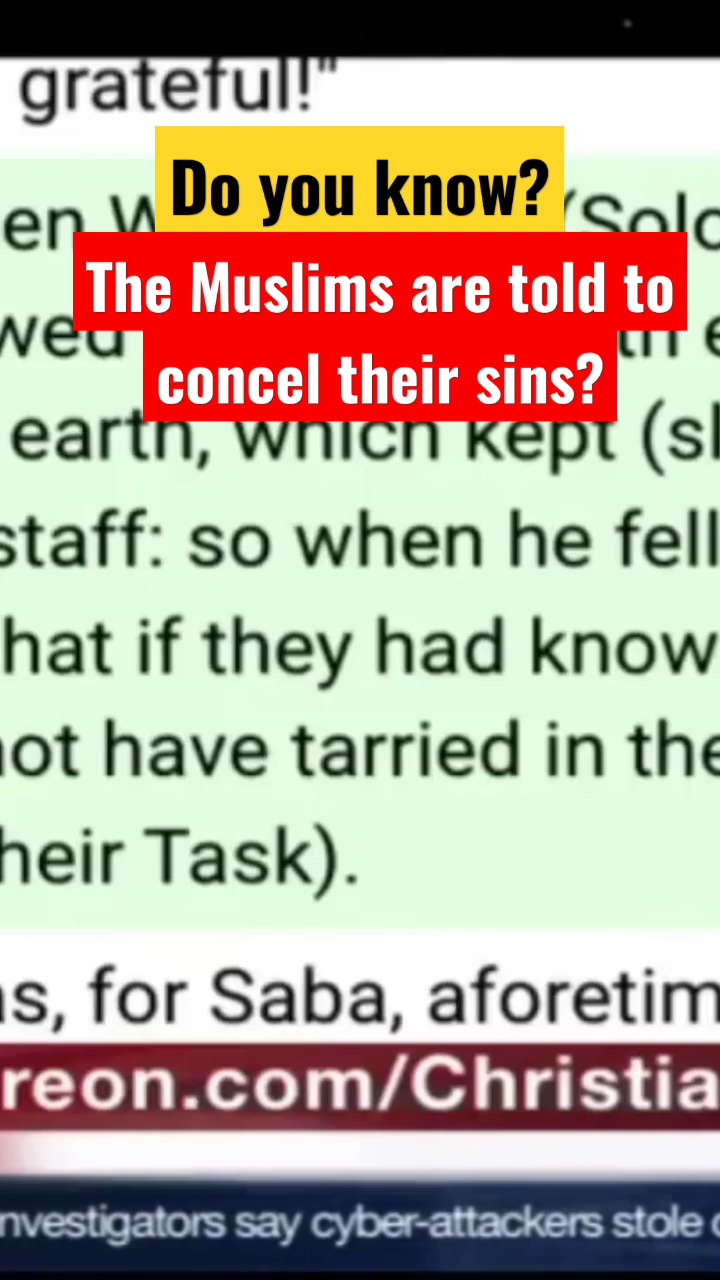 grateful!"
Do you know?
The Muslims are told to
concel their sins?
earth, which kept
staff: so when he fell
hat if they had know
not have tarried in the
heir Task).
s, for Saba, aforetim
reon.com/Christia
nvestigators say cyber-attackers stole